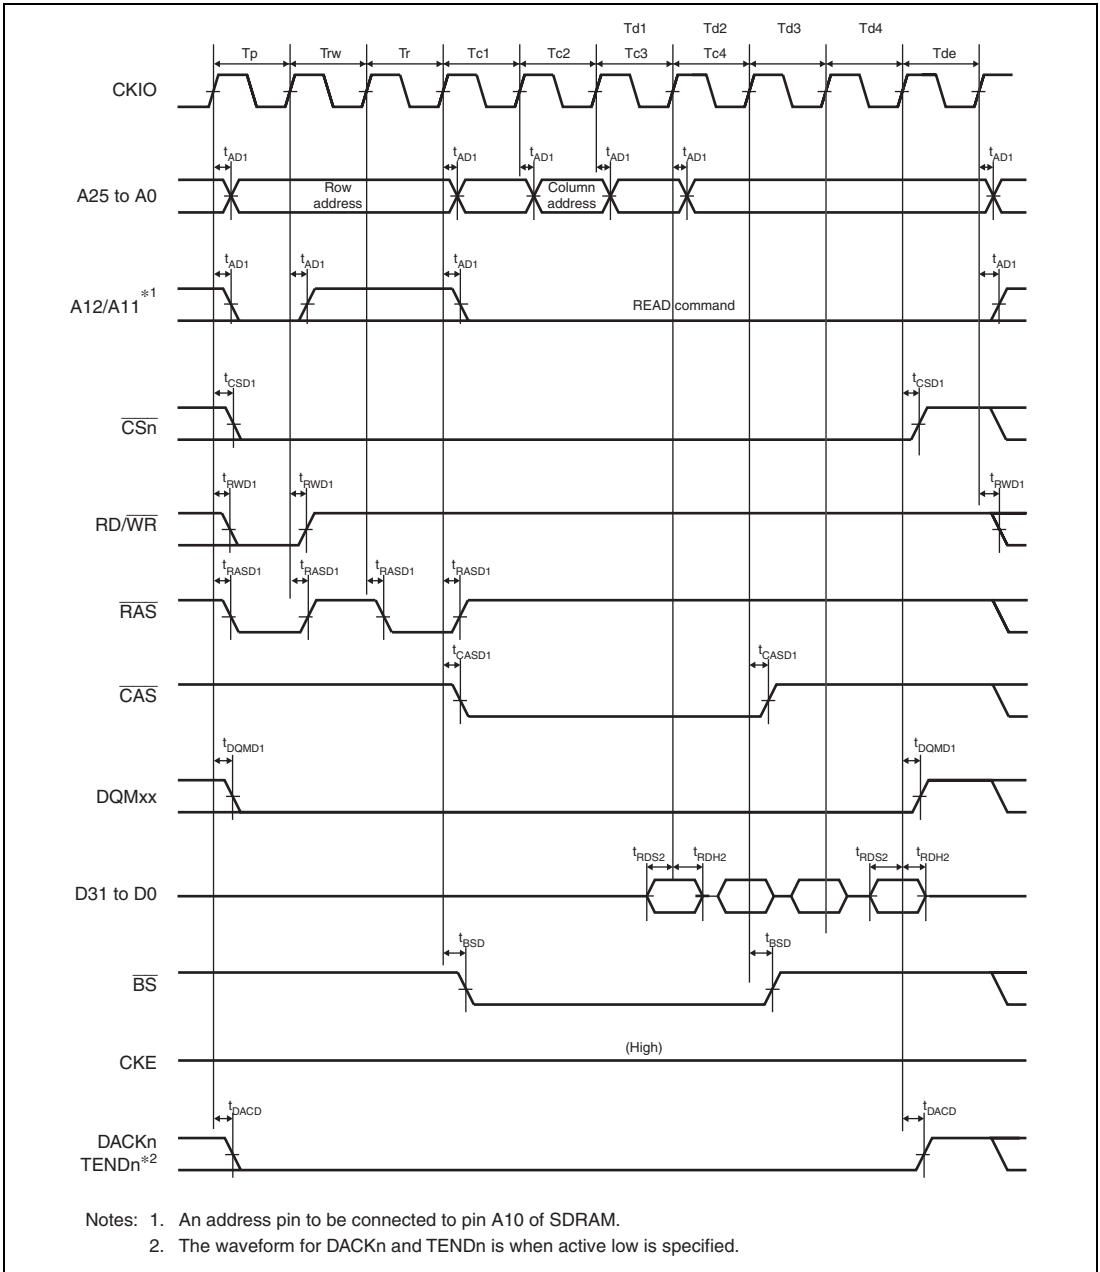 Td1 Td2 Td3 Td4
Tp Trw Tr Tc1 Tc2 Tc3 Tc4 Tde
CKIO
tAD1 tAD1 tAD1 tAD1 tAD1 tAD1
A25 to A0
Row address
Column address
tAD1 tAD1 tAD1 tAD1
A12/A11*1
READ command
tCSD1 tCSD1
CSn
tRWD1 tRWD1 tRWD1
RD/WR
tRASD1 tRASD1 tRASD1 tRASD1
RAS
tCASD1 tCASD1
CAS
tDQMD1 tDQMD1
DQMxx
tRDS2 tRDH2 tRDS2 tRDH2
D31 to D0
tBSD tBSD
BS
(High)
CKE
tDACD tDACD
DACKn
TENDn*2
Notes: 1. An address pin to be connected to pin A10 of SDRAM.
2. The waveform for DACKn and TENDn is when active low is specified.